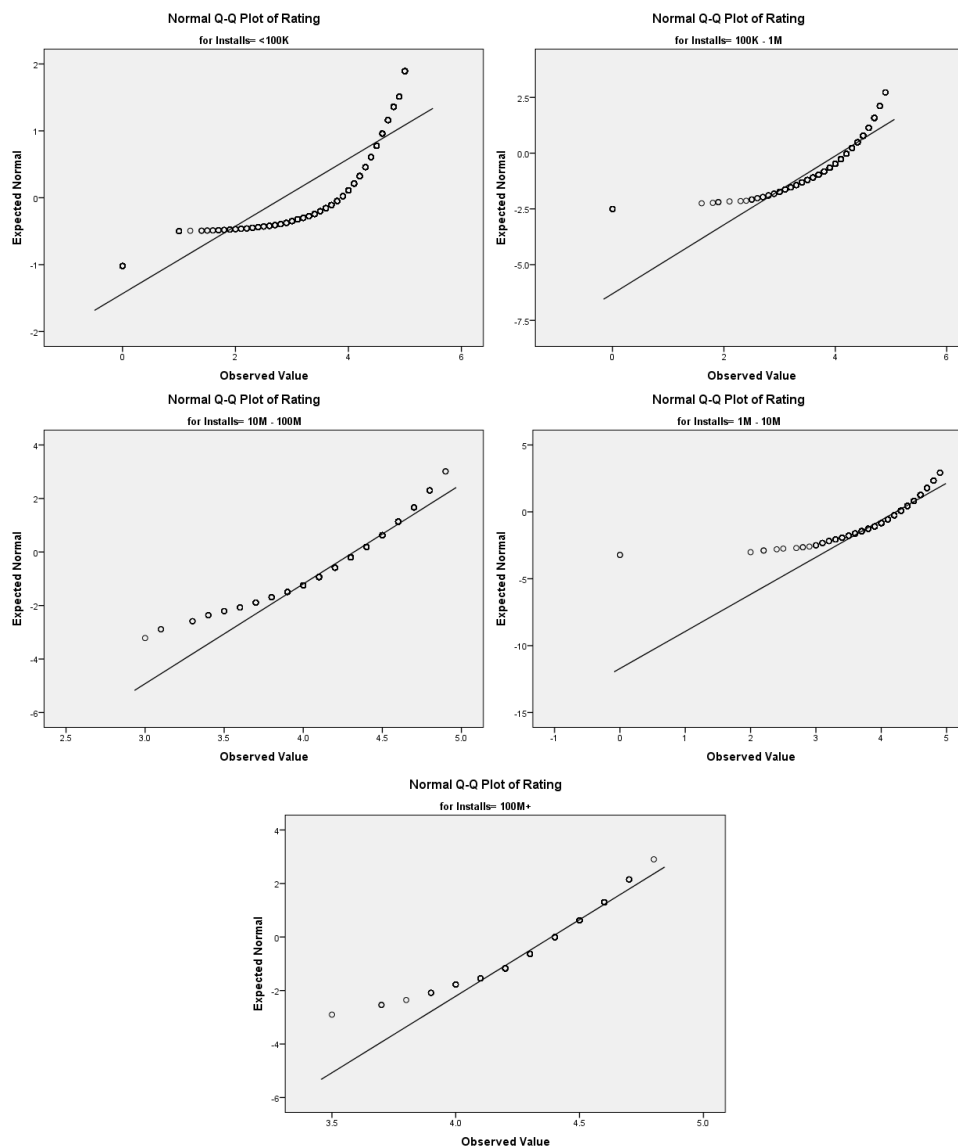 Normal Q-Q Plot of Rating
for Installs= <100K
Expected Normal
2
1
0
-1
-2
0 2 4 6
Observed Value
Normal Q-Q Plot of Rating
for Installs= 100K - 1M
Expected Normal
2.5
0.0
-2.5
-5.0
-7.5
0 2 4 6
Observed Value
Normal Q-Q Plot of Rating
for Installs= 10M - 100M
Expected Normal
4
2
0
-2
-4
-6
2.5 3.0 3.5 4.0 4.5 5.0
Observed Value
Normal Q-Q Plot of Rating
for Installs= 1M - 10M
Expected Normal
5
0
-5
-10
-15
-1 0 1 2 3 4 5
Observed Value
Normal Q-Q Plot of Rating
for Installs= 100M+
Expected Normal
4
2
0
-2
-4
-6
3.5 4.0 4.5 5.0
Observed Value